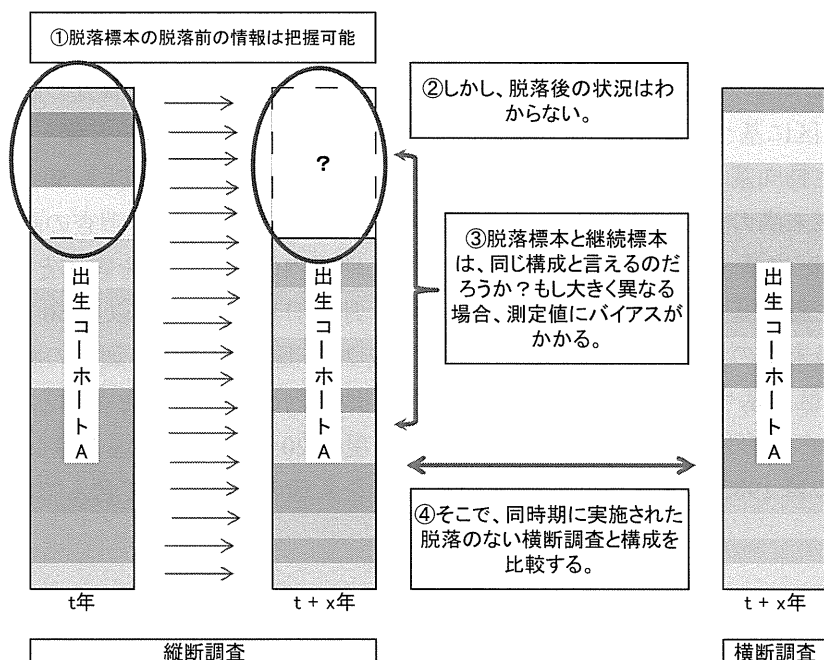 ①脱落標本の脱落前の情報は把握可能
②しかし、脱落後の状況はわ
からない。
?
③脱落標本と継続標本
は、同じ構成と言えるのだ
ろうか？もし大きく異なる
場合、測定値にバイアスが
かかる。
出生コーホートA
出生コーホートA
出生コーホートA
④そこで、同時期に実施された
脱落のない横断調査と構成を
比較する。
t年
t + x年
t + x年
縦断調査
横断調査